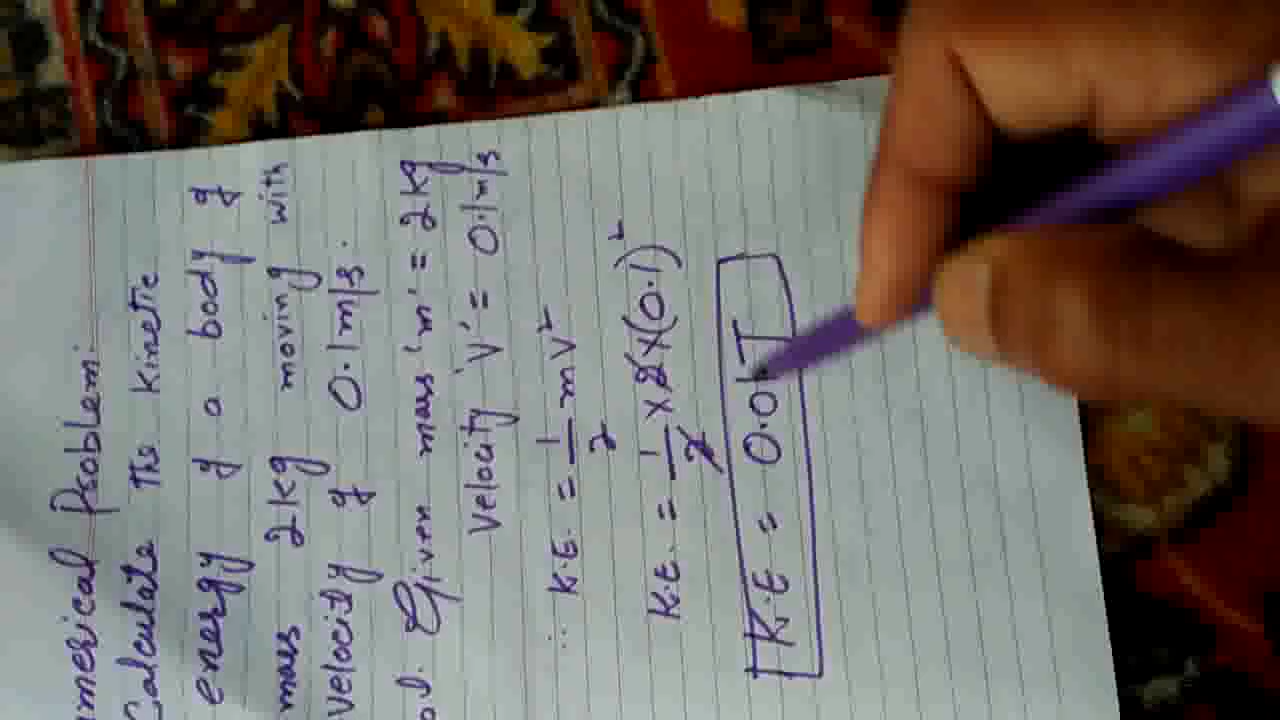 merical Problem:
Calculate The Kinetic
energy of a body of
mass 2kg moving with
velocity of 0.1m/s.
ol. Given mass 'm' = 2kg
Velocity 'V' = 0.1m/s
∴ K.E. = 1/2 mv²
K.E. = 1/2 x 2 x (0.1)²
K.E = 0.01J